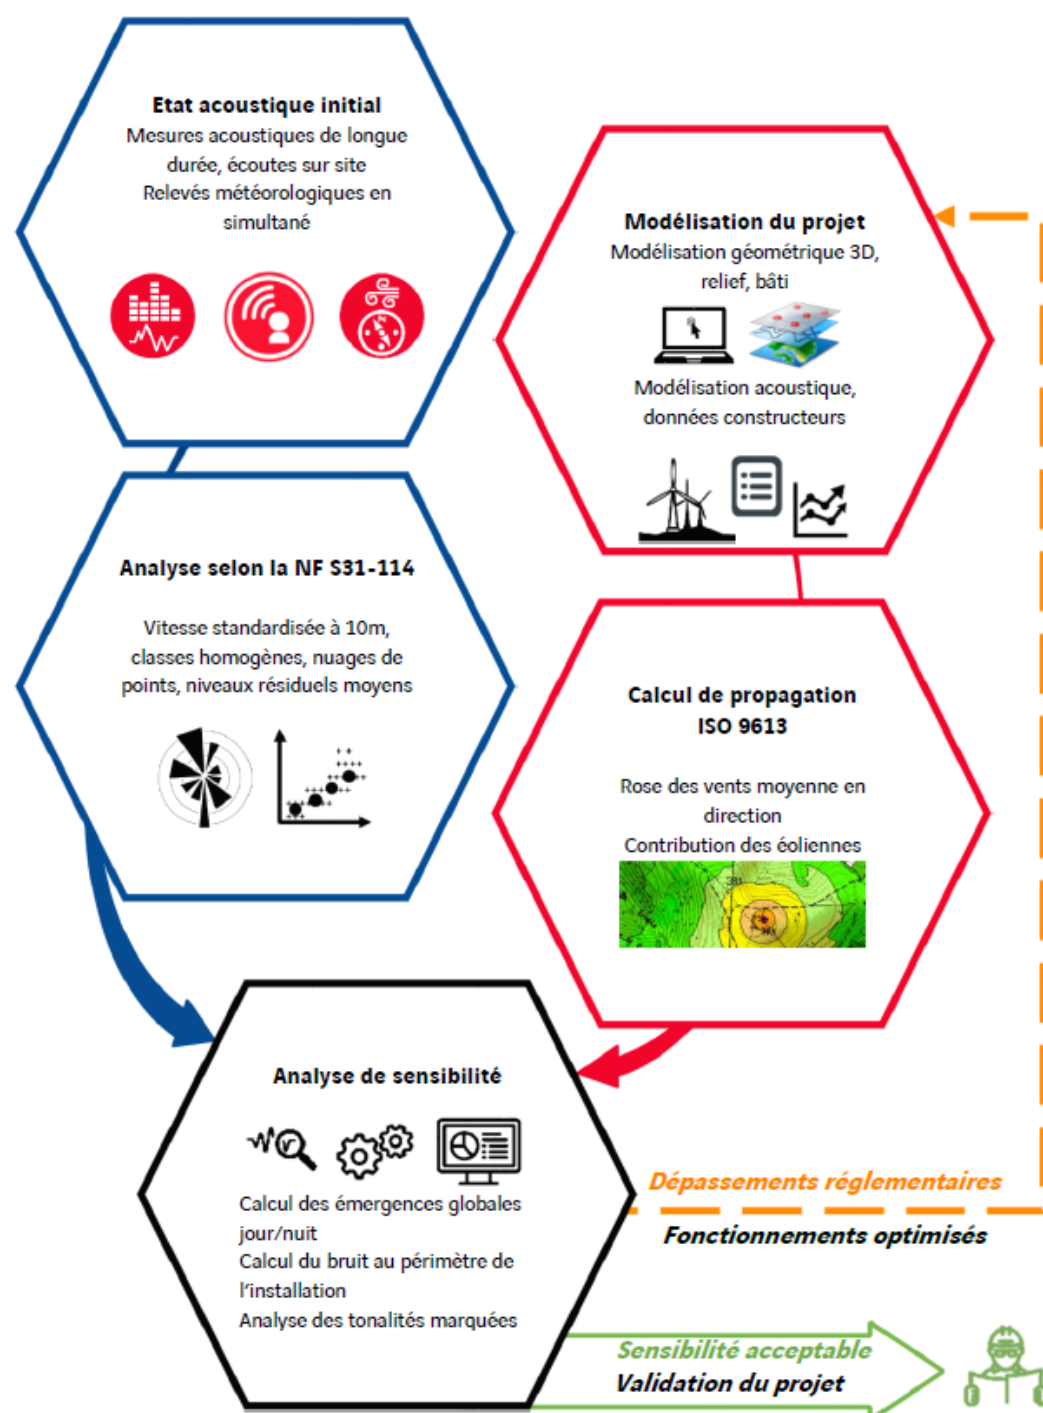 Etat acoustique initial
Mesures acoustiques de longue
durée, écoutes sur site
Relevés météorologiques en
simultané
Modélisation du projet
Modélisation géométrique 3D,
relief, bâti
Modélisation acoustique,
données constructeurs
Analyse selon la NF S31-114
Vitesse standardisée à 10m,
classes homogènes, nuages de
points, niveaux résiduels moyens
Calcul de propagation
ISO 9613
Rose des vents moyenne en
direction
Contribution des éoliennes
Analyse de sensibilité
Calcul des émergences globales
jour/nuit
Calcul du bruit au périmètre de
l'installation
Analyse des tonalités marquées
Dépassements réglementaires
Fonctionnements optimisés
Sensibilité acceptable
Validation du projet